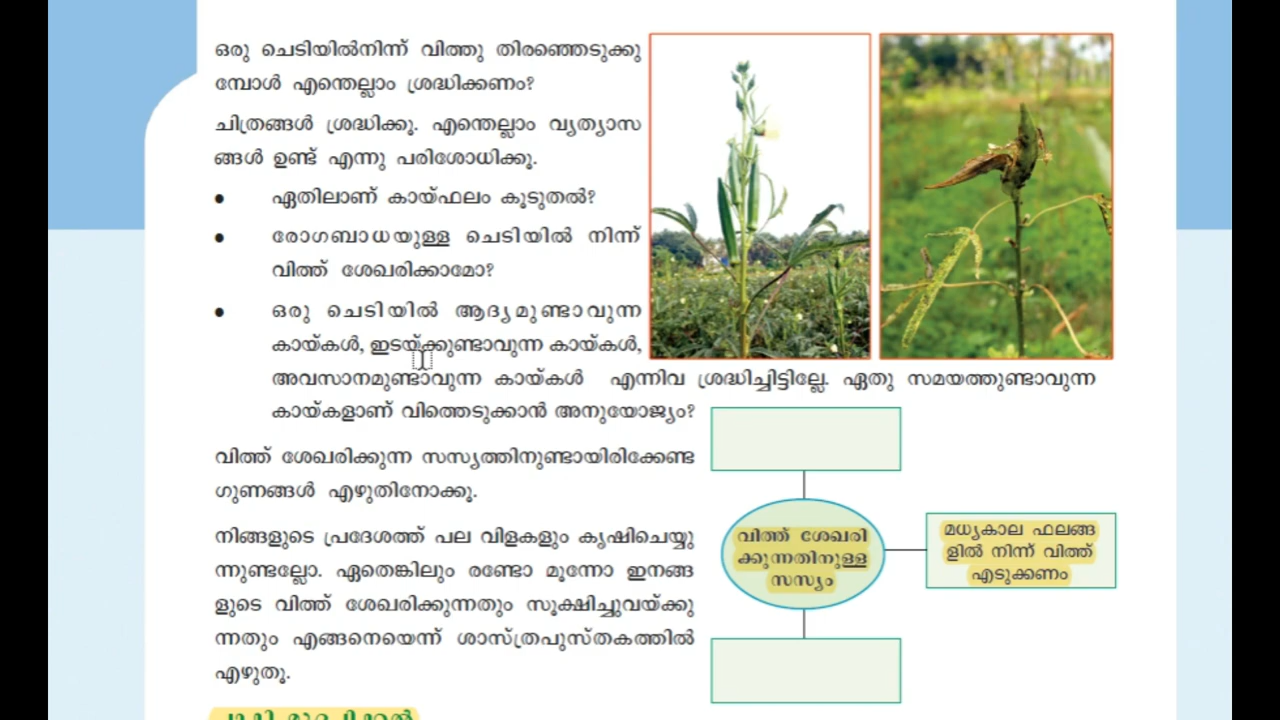 ഒരു ചെടിയിൽനിന്ന് വിത്തു തിരഞ്ഞെടുക്കു
മ്പോൾ എന്തെല്ലാം ശ്രദ്ധിക്കണം?
ചിത്രങ്ങൾ ശ്രദ്ധിക്കൂ. എന്തെല്ലാം വ്യത്യാസ
ങ്ങൾ ഉണ്ട് എന്നു പരിശോധിക്കൂ.
• ഏതിലാണ് കായ്ഫലം കൂടുതൽ?
• രോഗബാധയുള്ള ചെടിയിൽ നിന്ന്
വിത്ത് ശേഖരിക്കാമോ?
• ഒരു ചെടിയിൽ ആദ്യമുണ്ടാവുന്ന
കായ്കൾ, ഇടയ്ക്കുണ്ടാവുന്ന കായ്കൾ,
അവസാനമുണ്ടാവുന്ന കായ്കൾ എന്നിവ ശ്രദ്ധിച്ചിട്ടില്ലേ. ഏതു സമയത്തുണ്ടാവുന്ന
കായ്കളാണ് വിത്തെടുക്കാൻ അനുയോജ്യം?
വിത്ത് ശേഖരിക്കുന്ന സസ്യത്തിനുണ്ടായിരിക്കേണ്ട
ഗുണങ്ങൾ എഴുതിനോക്കൂ.
നിങ്ങളുടെ പ്രദേശത്ത് പല വിളകളും കൃഷിചെയ്യു
ന്നുണ്ടല്ലോ. ഏതെങ്കിലും രണ്ടോ മൂന്നോ ഇനങ്ങ
ളുടെ വിത്ത് ശേഖരിക്കുന്നതും സൂക്ഷിച്ചുവയ്ക്കു
ന്നതും എങ്ങനെയെന്ന് ശാസ്ത്രപുസ്തകത്തിൽ
എഴുതൂ.
വിത്ത് ശേഖരി
ക്കുന്നതിനുള്ള
സസ്യം
മധ്യകാല ഫലങ്ങ
ളിൽ നിന്ന് വിത്ത്
എടുക്കണം